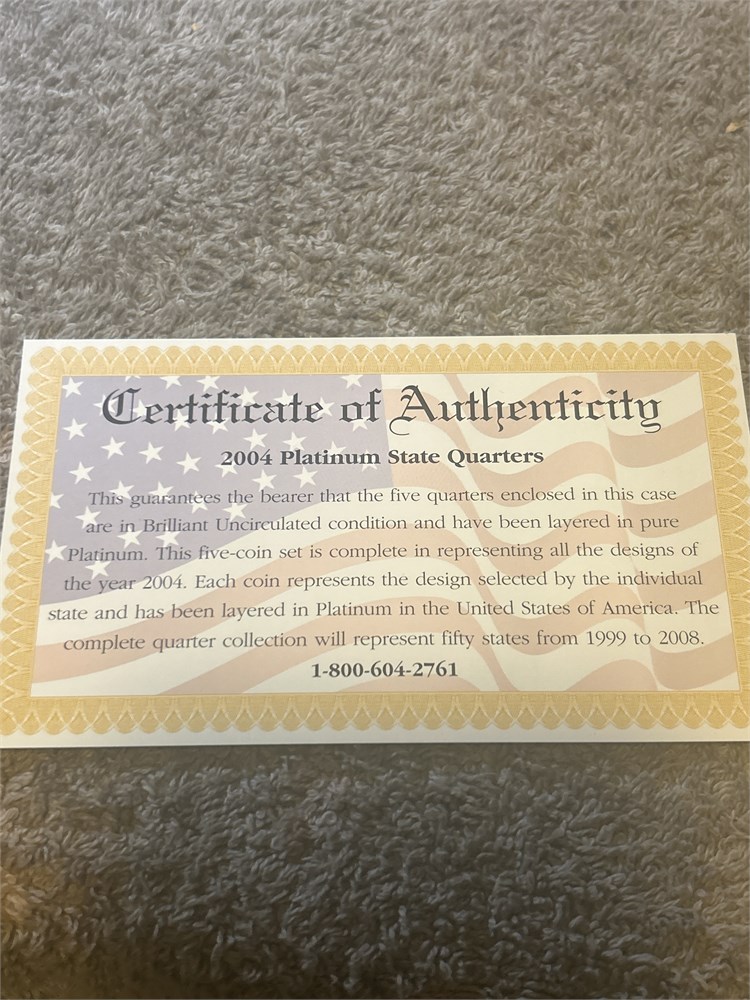 Certificate of Authenticity
2004 Platinum State Quarters
This guarantees the bearer that the five quarters enclosed in this case
are in Brilliant Uncirculated condition and have been layered in pure
Platinum. This five-coin set is complete in representing all the designs of
the year 2004. Each coin represents the design selected by the individual
state and has been layered in Platinum in the United States of America. The
complete quarter collection will represent fifty states from 1999 to 2008.
1-800-604-2761